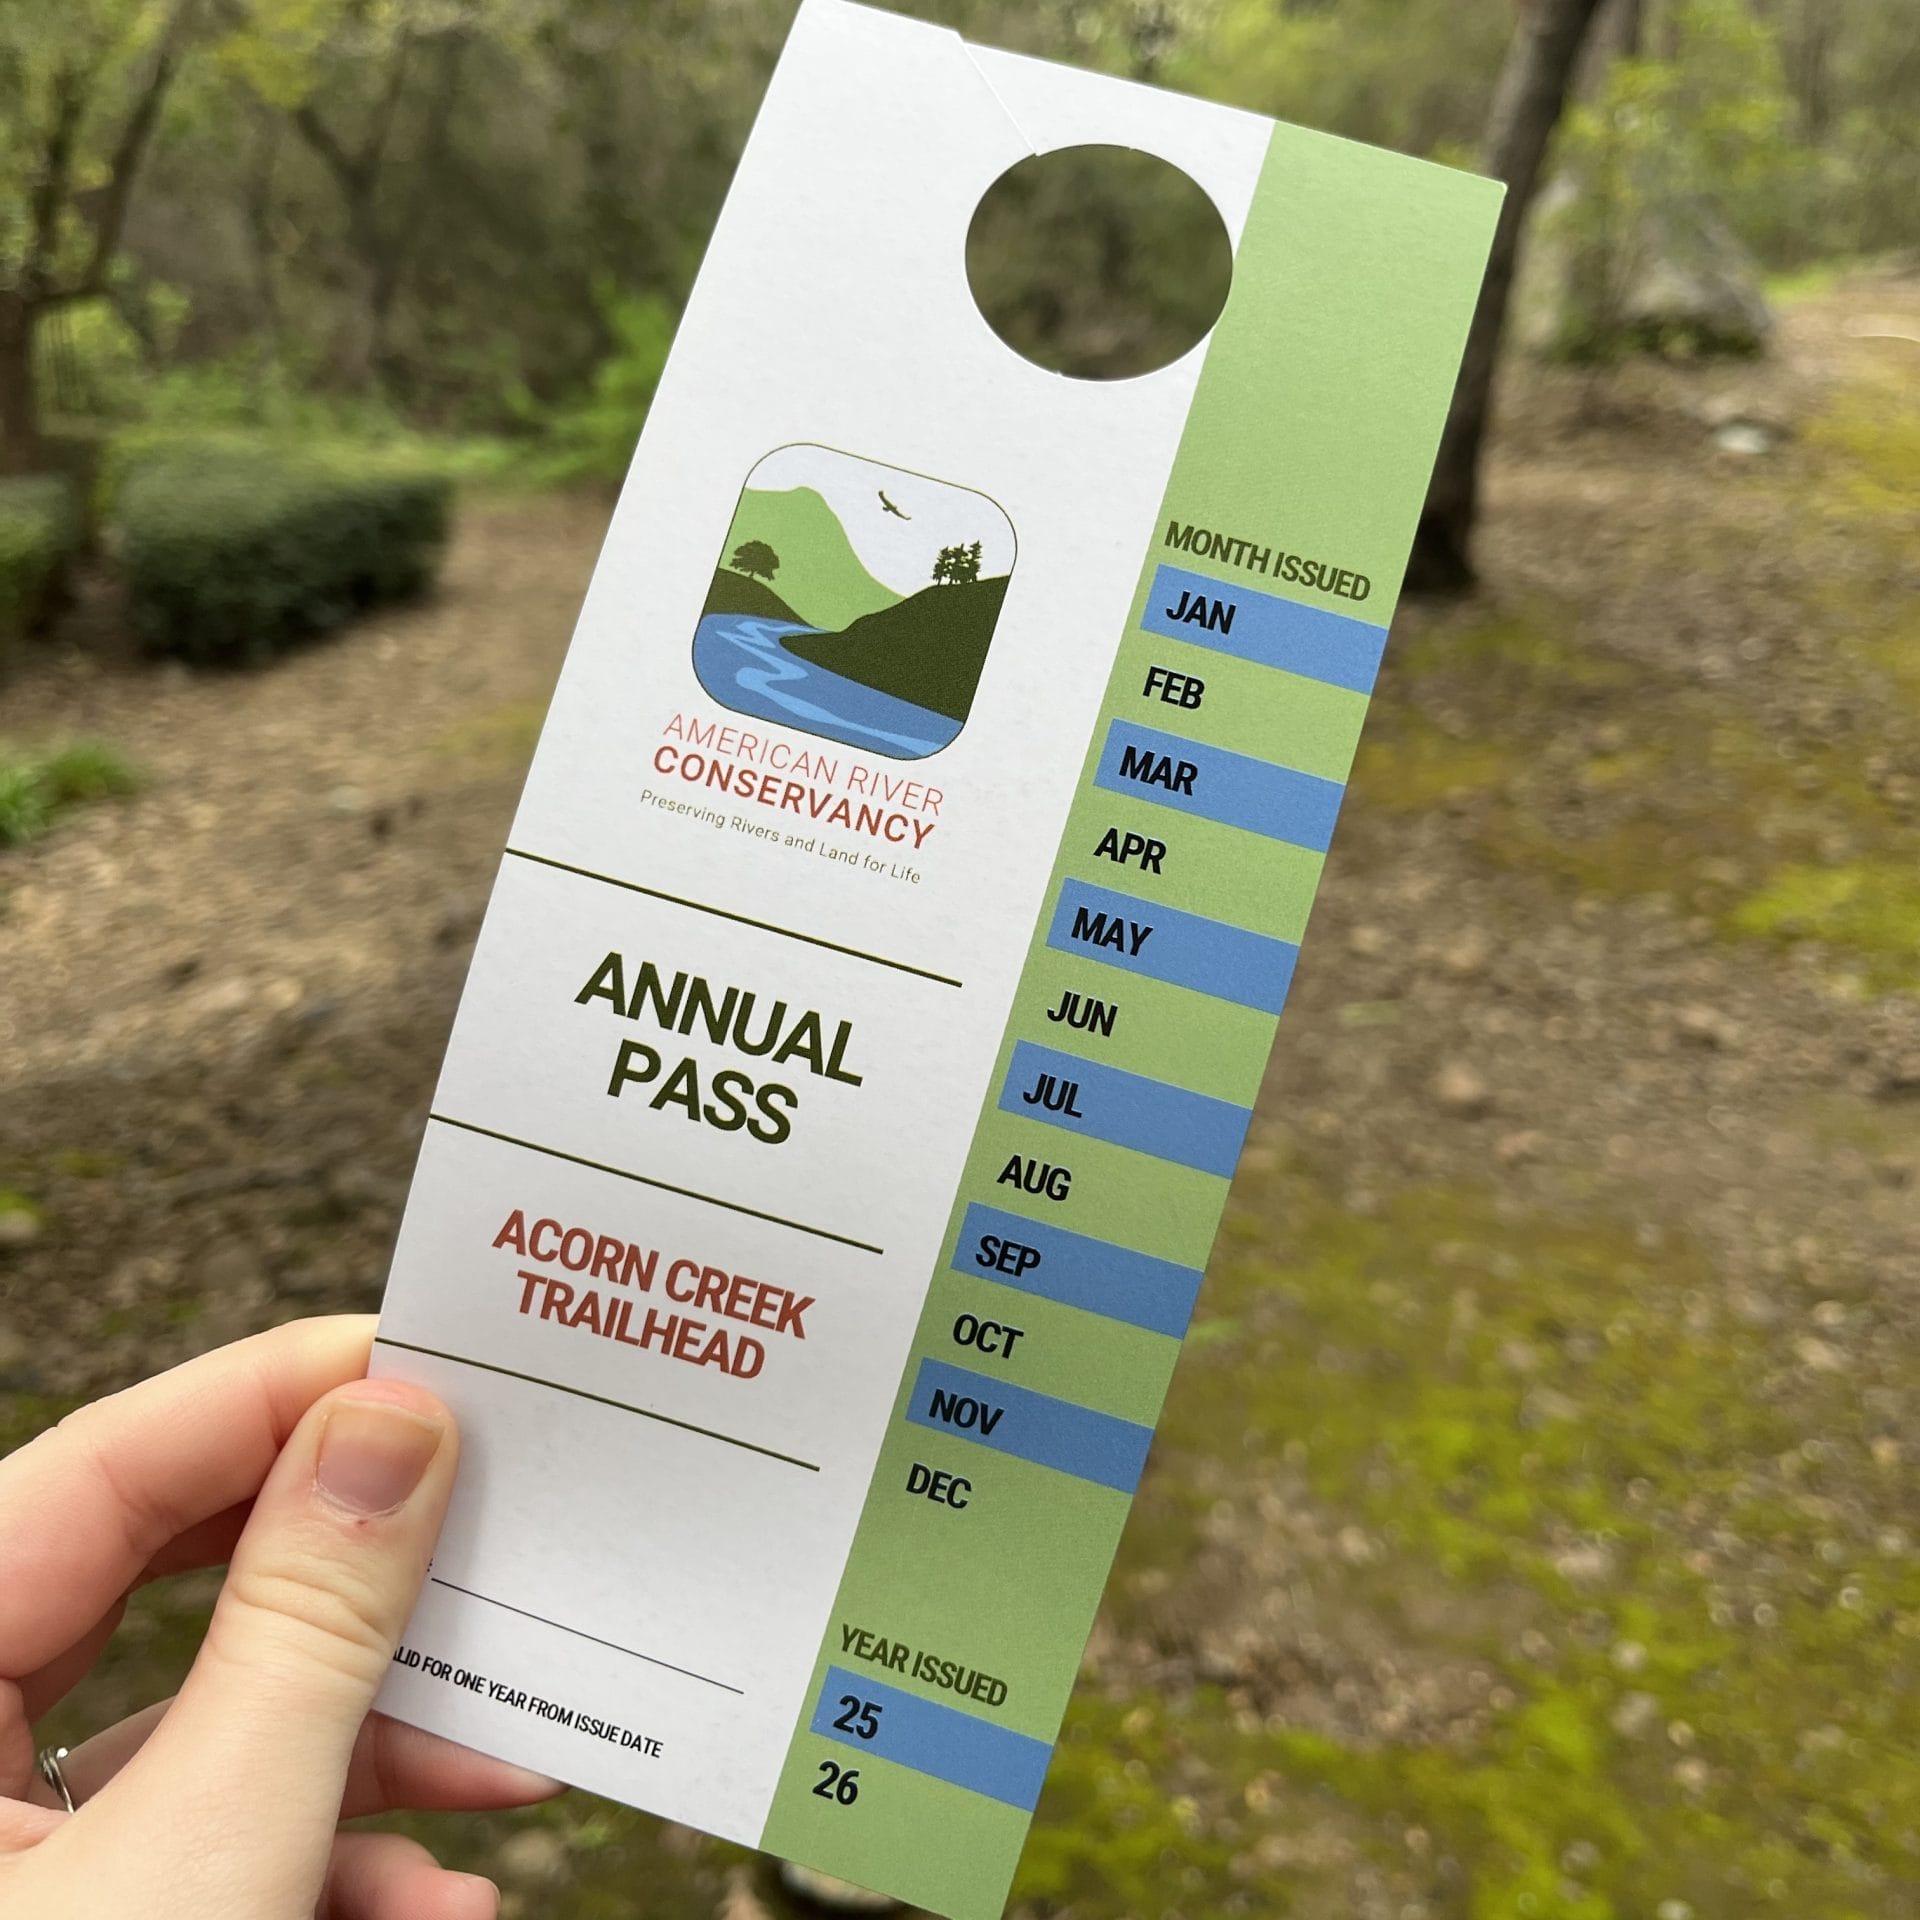 AMERICAN RIVER
CONSERVANCY
Preserving Rivers and Land for Life
ANNUAL
PASS
ACORN CREEK
TRAILHEAD
FOR ONE YEAR FROM ISSUE DATE
MONTH ISSUED
JAN
FEB
MAR
APR
MAY
JUN
JUL
AUG
SEP
OCT
NOV
DEC
YEAR ISSUED
25
26